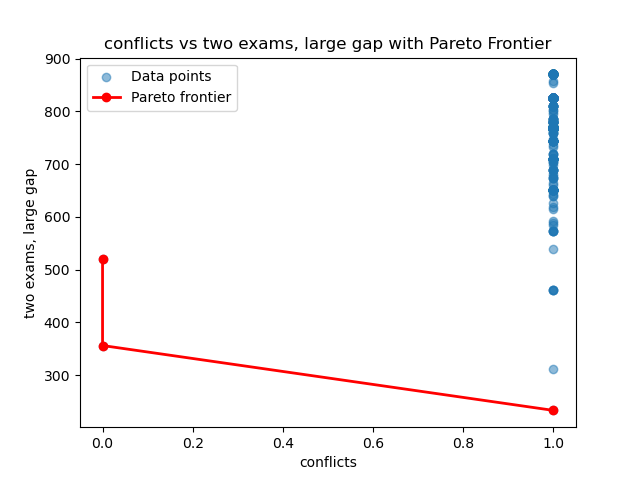 conflicts vs two exams, large gap with Pareto Frontier
Data points
Pareto frontier
two exams, large gap
900
800
700
600
500
400
300
0.0 0.2 0.4 0.6 0.8 1.0
conflicts